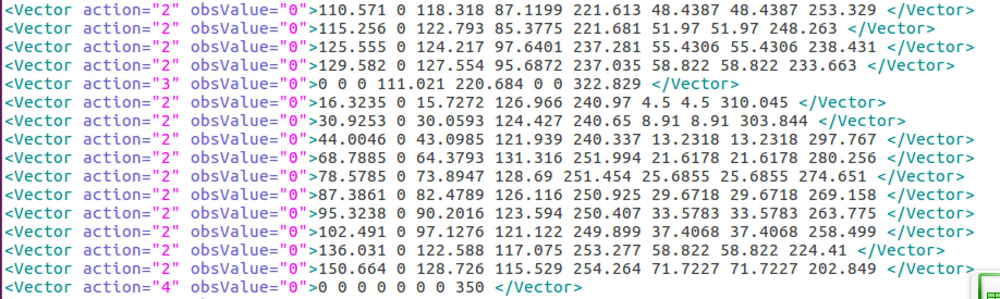 <Vector action="2" obsValue="0">110.571 0 118.318 87.1199 221.613 48.4387 48.4387 253.329 </Vector>
<Vector action="2" obsValue="0">115.256 0 122.793 85.3775 221.681 51.97 51.97 248.263 </Vector>
<Vector action="2" obsValue="0">125.555 0 124.217 97.6401 237.281 55.4306 55.4306 238.431 </Vector>
<Vector action="2" obsValue="0">129.582 0 127.554 95.6872 237.035 58.822 58.822 233.663 </Vector>
<Vector action="3" obsValue="0">0 0 0 111.021 220.684 0 0 322.829 </Vector>
<Vector action="2" obsValue="0">16.3235 0 15.7272 126.966 240.97 4.5 4.5 310.045 </Vector>
<Vector action="2" obsValue="0">30.9253 0 30.0593 124.427 240.65 8.91 8.91 303.844 </Vector>
<Vector action="2" obsValue="0">44.0046 0 43.0985 121.939 240.337 13.2318 13.2318 297.767 </Vector>
<Vector action="2" obsValue="0">68.7885 0 64.3793 131.316 251.994 21.6178 21.6178 280.256 </Vector>
<Vector action="2" obsValue="0">78.5785 0 73.8947 128.69 251.454 25.6855 25.6855 274.651 </Vector>
<Vector action="2" obsValue="0">87.3861 0 82.4789 126.116 250.925 29.6718 29.6718 269.158 </Vector>
<Vector action="2" obsValue="0">95.3238 0 90.2016 123.594 250.407 33.5783 33.5783 263.775 </Vector>
<Vector action="2" obsValue="0">102.491 0 97.1276 121.122 249.899 37.4068 37.4068 258.499 </Vector>
<Vector action="2" obsValue="0">136.031 0 122.588 117.075 253.277 58.822 58.822 224.41 </Vector>
<Vector action="2" obsValue="0">150.664 0 128.726 115.529 254.264 71.7227 71.7227 202.849 </Vector>
<Vector action="4" obsValue="0">0 0 0 0 0 0 0 350 </Vector>